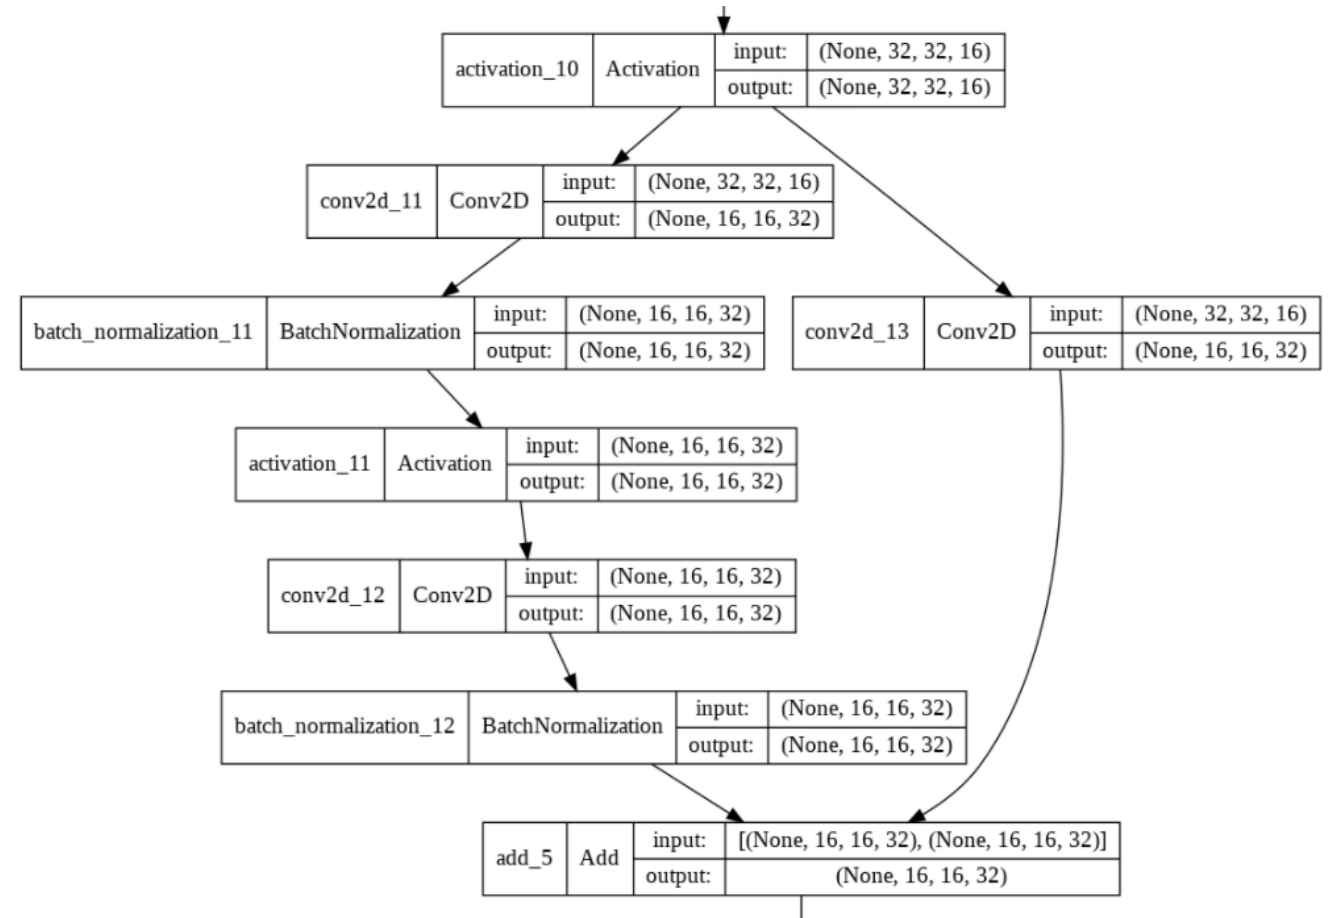 activation_10 Activation input: (None, 32, 32, 16)
output: (None, 32, 32, 16)
conv2d_11 Conv2D input: (None, 32, 32, 16)
output: (None, 16, 16, 32)
batch_normalization_11 BatchNormalization input: (None, 16, 16, 32)
output: (None, 16, 16, 32)
conv2d_13 Conv2D input: (None, 32, 32, 16)
output: (None, 16, 16, 32)
activation_11 Activation input: (None, 16, 16, 32)
output: (None, 16, 16, 32)
conv2d_12 Conv2D input: (None, 16, 16, 32)
output: (None, 16, 16, 32)
batch_normalization_12 BatchNormalization input: (None, 16, 16, 32)
output: (None, 16, 16, 32)
add_5 Add input: [(None, 16, 16, 32), (None, 16, 16, 32)]
output: (None, 16, 16, 32)